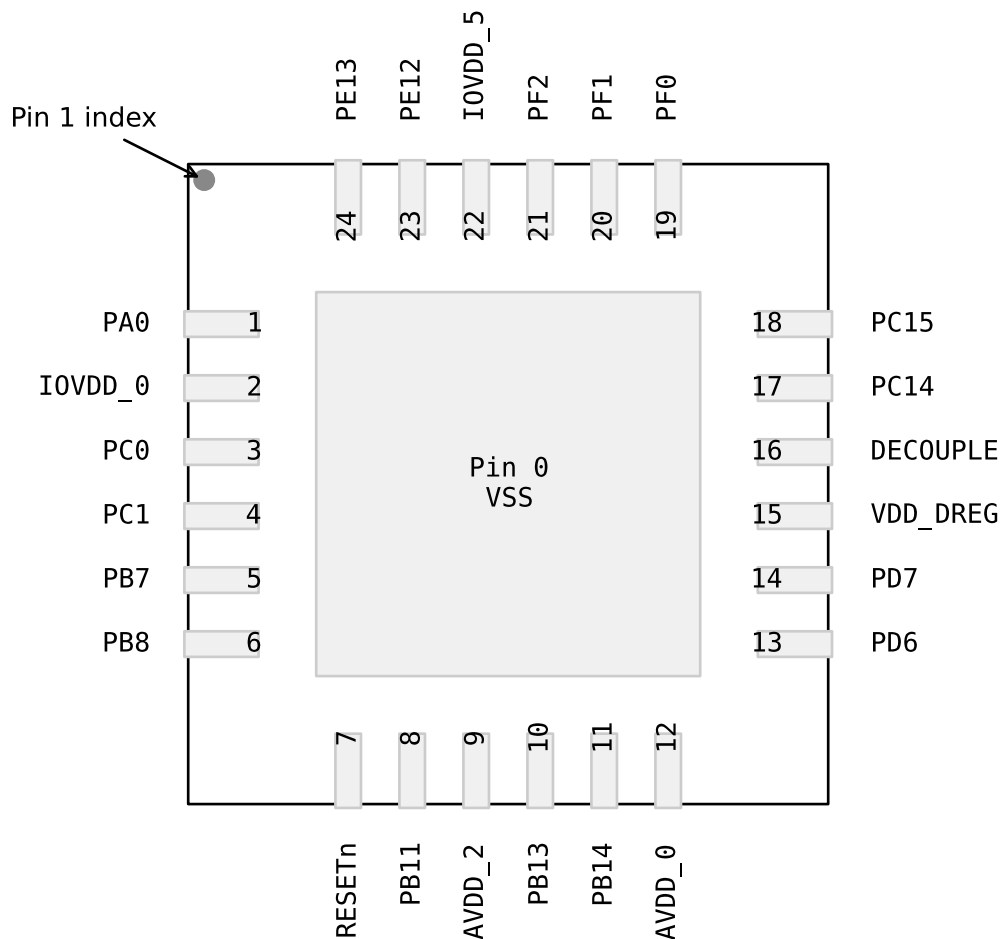 PE13
PE12
IOVDD_5
PF2
PF1
PF0
Pin 1 index
24
23
22
21
20
19
PA0 1
IOVDD_0 2
PC0 3
PC1 4
PB7 5
PB8 6
Pin 0
VSS
18 PC15
17 PC14
16 DECOUPLE
15 VDD_DREG
14 PD7
13 PD6
7
8
9
10
11
12
RESETn
PB11
AVDD_2
PB13
PB14
AVDD_0